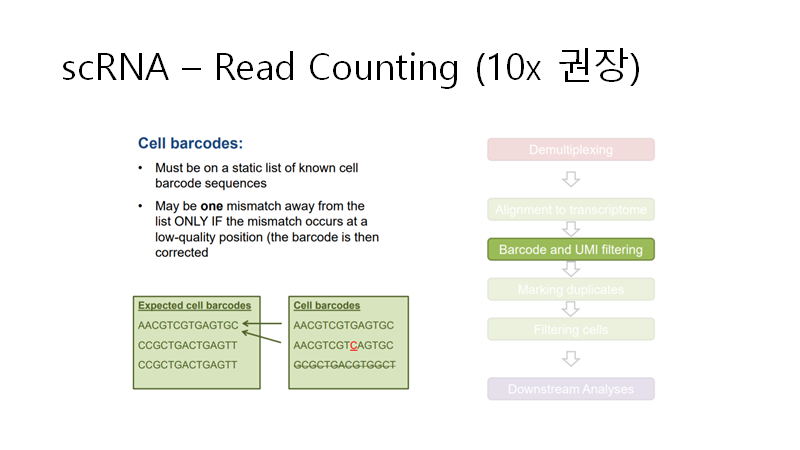 scRNA – Read Counting (10x 권장)
Cell barcodes:
• Must be on a static list of known cell
barcode sequences
• May be one mismatch away from the
list ONLY IF the mismatch occurs at a
low-quality position (the barcode is then
corrected
Expected cell barcodes
AACGTCGTGAGTGC
CCGCTGACTGAGTT
CCGCTGACTGAGTT
Cell barcodes
AACGTCGTGAGTGC
AACGTCGTCAGTGC
GCGCTGACGTGGCT
Demultiplexing
Alignment to transcriptome
Barcode and UMI filtering
Marking duplicates
Filtering cells
Downstream Analyses